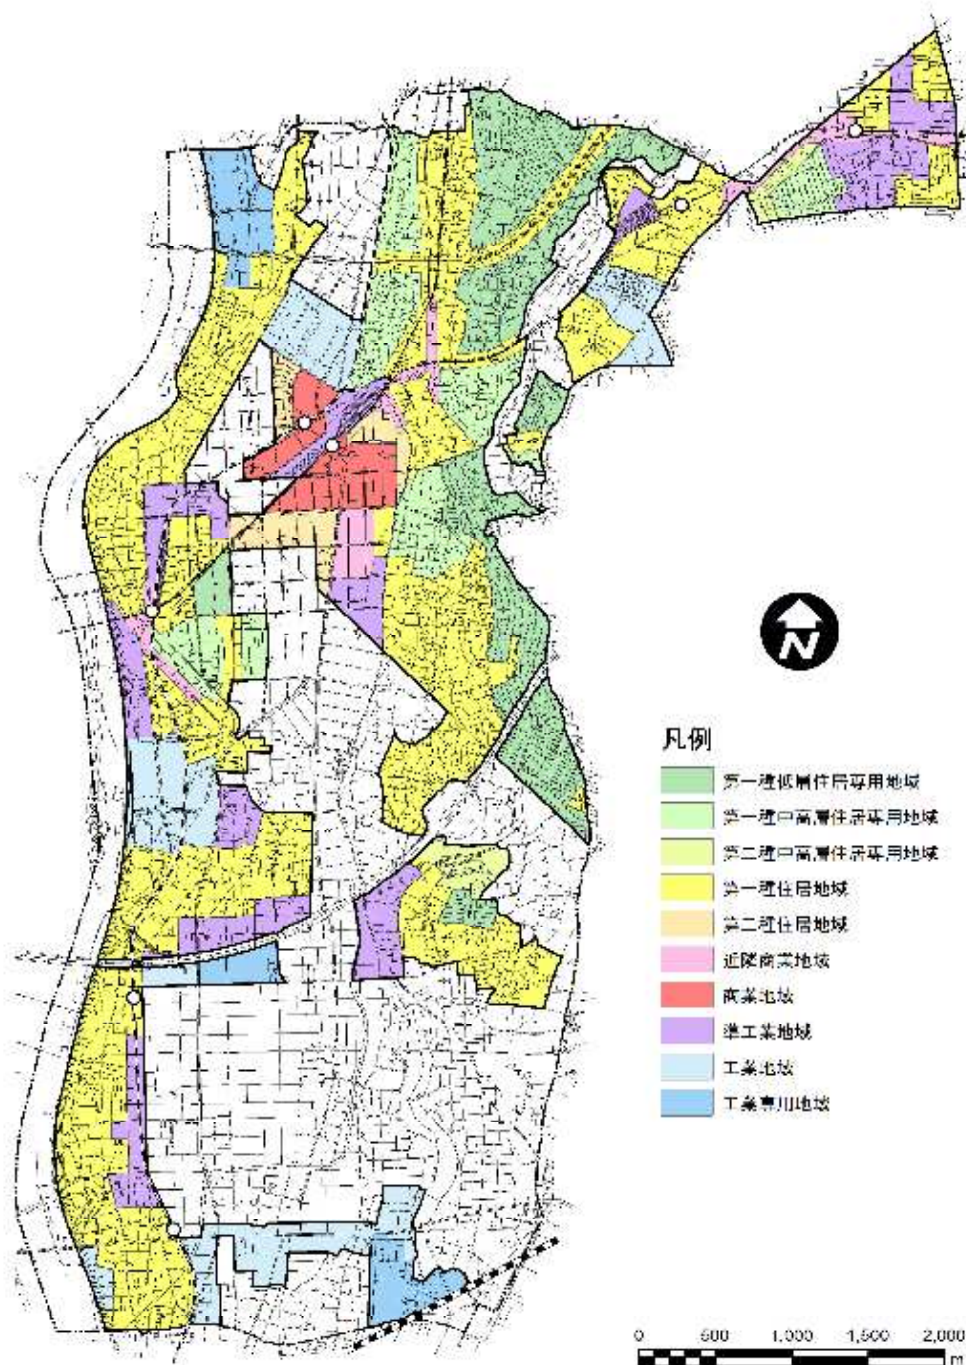 N
凡例
第一種低層住居専用地域
第一種中高層住居専用地域
第二種中高層住居専用地域
第一種住居地域
第二種住居地域
近隣商業地域
商業地域
準工業地域
工業地域
工業専用地域
0 500 1,000 1,500 2,000
m